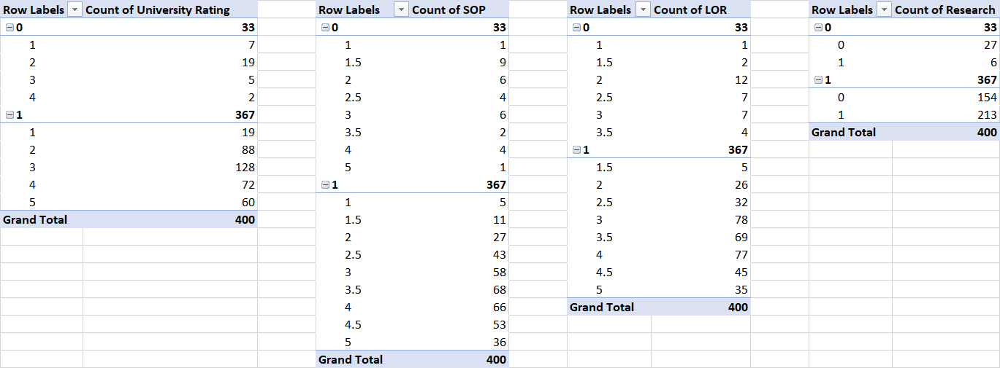 Row Labels Count of University Rating Row Labels Count of SOP Row Labels Count of LOR Row Labels Count of Research
0 33 0 33 0 33 0 33
1 7 1 1 1 1 0 27
2 19 1.5 9 1.5 2 1 6
3 5 2 6 2 12 1 367
4 2 2.5 4 2.5 7 0 154
1 367 3 6 3 7 1 213
1 19 3.5 2 3.5 4 Grand Total 400
2 88 4 4 1 367
3 128 5 1 1.5 5
4 72 1 367 2 26
5 60 1 5 2.5 32
Grand Total 400 1.5 11 3 78
2 27 3.5 69
2.5 43 4 77
3 58 4.5 45
3.5 68 5 35
4 66 Grand Total 400
4.5 53
5 36
Grand Total 400